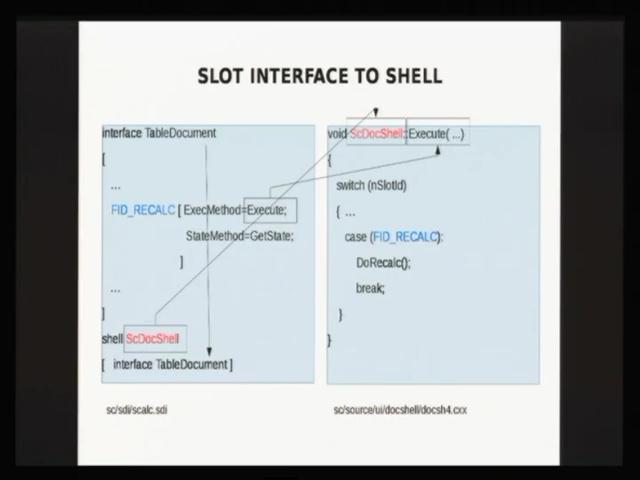 SLOT INTERFACE TO SHELL
interface TableDocument
[
...
FID_RECALC [ ExecMethod=Execute;
StateMethod=GetState;
]
...
]
shell ScDocShell
[ interface TableDocument ]
sc/sdi/scalc.sdi
void ScDocShell::Execute( ...)
{
switch (nSlotId)
{ ...
case (FID_RECALC):
DoRecalc();
break;
}
}
sc/source/ui/docshell/docsh4.cxx